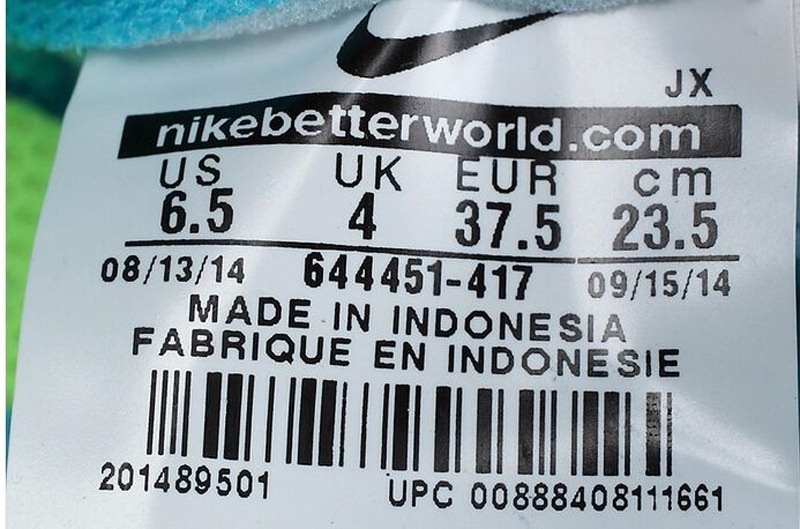 JX
nikebetterworld.com
US UK EUR cm
6.5 4 37.5 23.5
08/13/14 644451-417 09/15/14
MADE IN INDONESIA
FABRIQUE EN INDONESIE
201489501 UPC 00888408111661